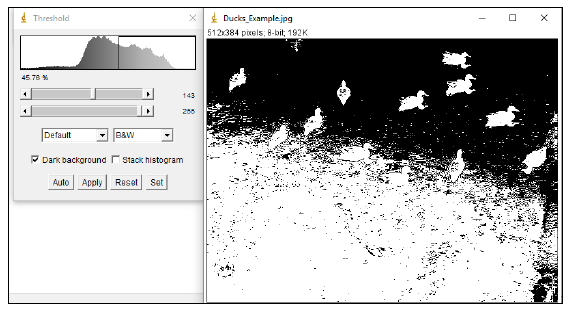 Threshold
45.76 %
143
255
Default
B&W
Dark background
Stack histogram
Auto
Apply
Reset
Set
Ducks_Example.jpg
512x384 pixels; 8-bit; 192K